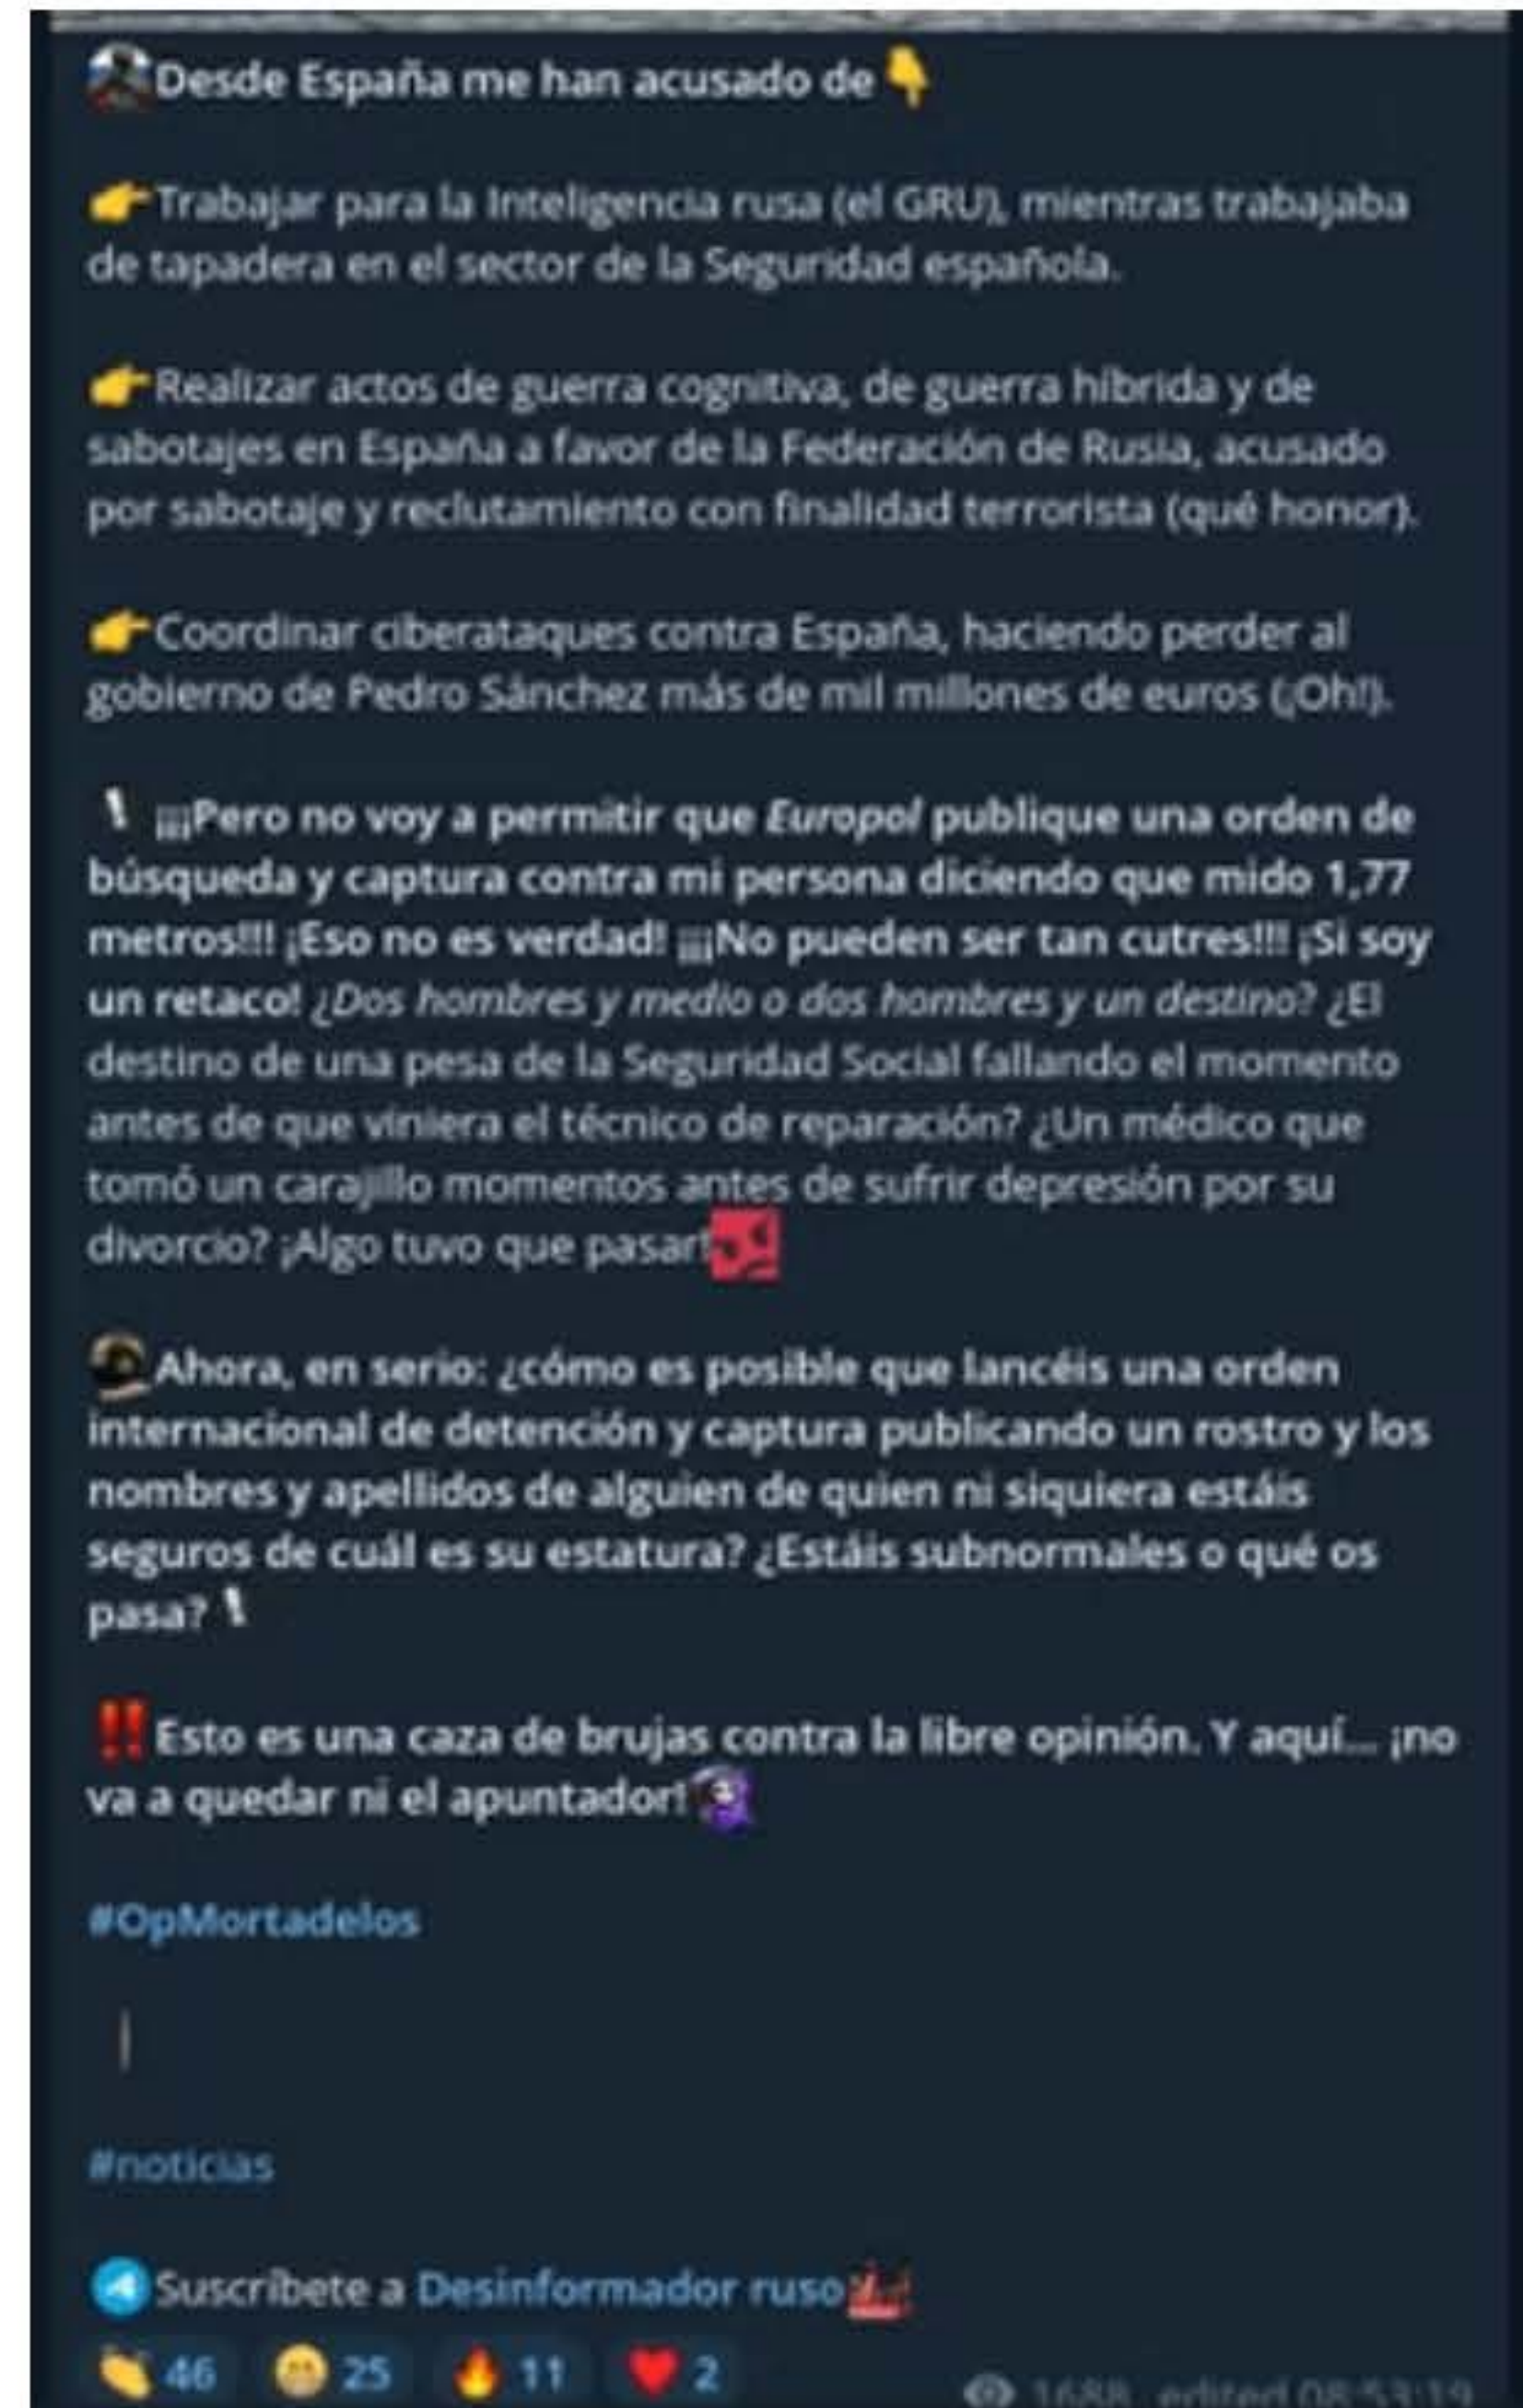 Desde España me han acusado de 👇
👉Trabajar para la Inteligencia rusa (el GRU), mientras trabajaba
de tapadera en el sector de la Seguridad española.
👉Realizar actos de guerra cognitiva, de guerra híbrida y de
sabotajes en España a favor de la Federación de Rusia, acusado
por sabotaje y reclutamiento con finalidad terrorista (qué honor).
👉Coordinar ciberataques contra España, haciendo perder al
gobierno de Pedro Sánchez más de mil millones de euros (¡Oh!).
¡¡¡Pero no voy a permitir que Europol publique una orden de
búsqueda y captura contra mi persona diciendo que mido 1,77
metros!!! ¡Eso no es verdad! ¡¡¡No pueden ser tan cutres!!! ¡Si soy
un retaco! ¿Dos hombres y medio o dos hombres y un destino? ¿El
destino de una pesa de la Seguridad Social fallando el momento
antes de que viniera el técnico de reparación? ¿Un médico que
tomó un carajillo momentos antes de sufrir depresión por su
divorcio? ¡Algo tuvo que pasar!
Ahora, en serio: ¿cómo es posible que lancéis una orden
internacional de detención y captura publicando un rostro y los
nombres y apellidos de alguien de quien ni siquiera estáis
seguros de cuál es su estatura? ¿Estáis subnormales o qué os
pasa?
‼️Esto es una caza de brujas contra la libre opinión. Y aquí... ¡no
va a quedar ni el apuntador!
#OpMortadelos
#noticias
Suscríbete a Desinformador ruso
👏 46 😁 25 🔥 11 ❤️ 2 1688 edited 08:53:19